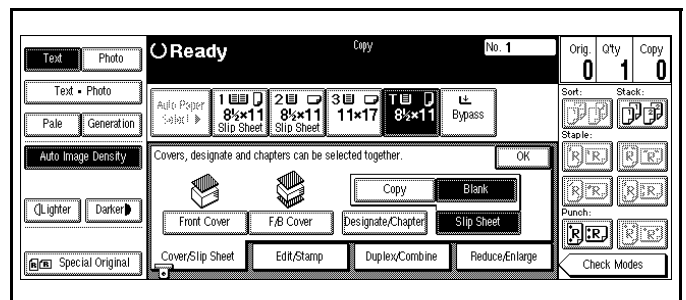 Text Photo
Text • Photo
Pale Generation
Auto Image Density
Lighter Darker
R R Special Original
Ready
Copy
No. 1
Auto Paper
Select ▶
1 8½×11
Slip Sheet
2 8½×11
Slip Sheet
3 11×17
T 8½×11
Bypass
Covers, designate and chapters can be selected together.
OK
Copy Blank
Front Cover F/B Cover Designate/Chapter Slip Sheet
Cover/Slip Sheet Edit/Stamp Duplex/Combine Reduce/Enlarge
Orig. Q'ty Copy
0 1 0
Sort: Stack:
Staple:
R R R R
R R R R
Punch:
R R R R
Check Modes